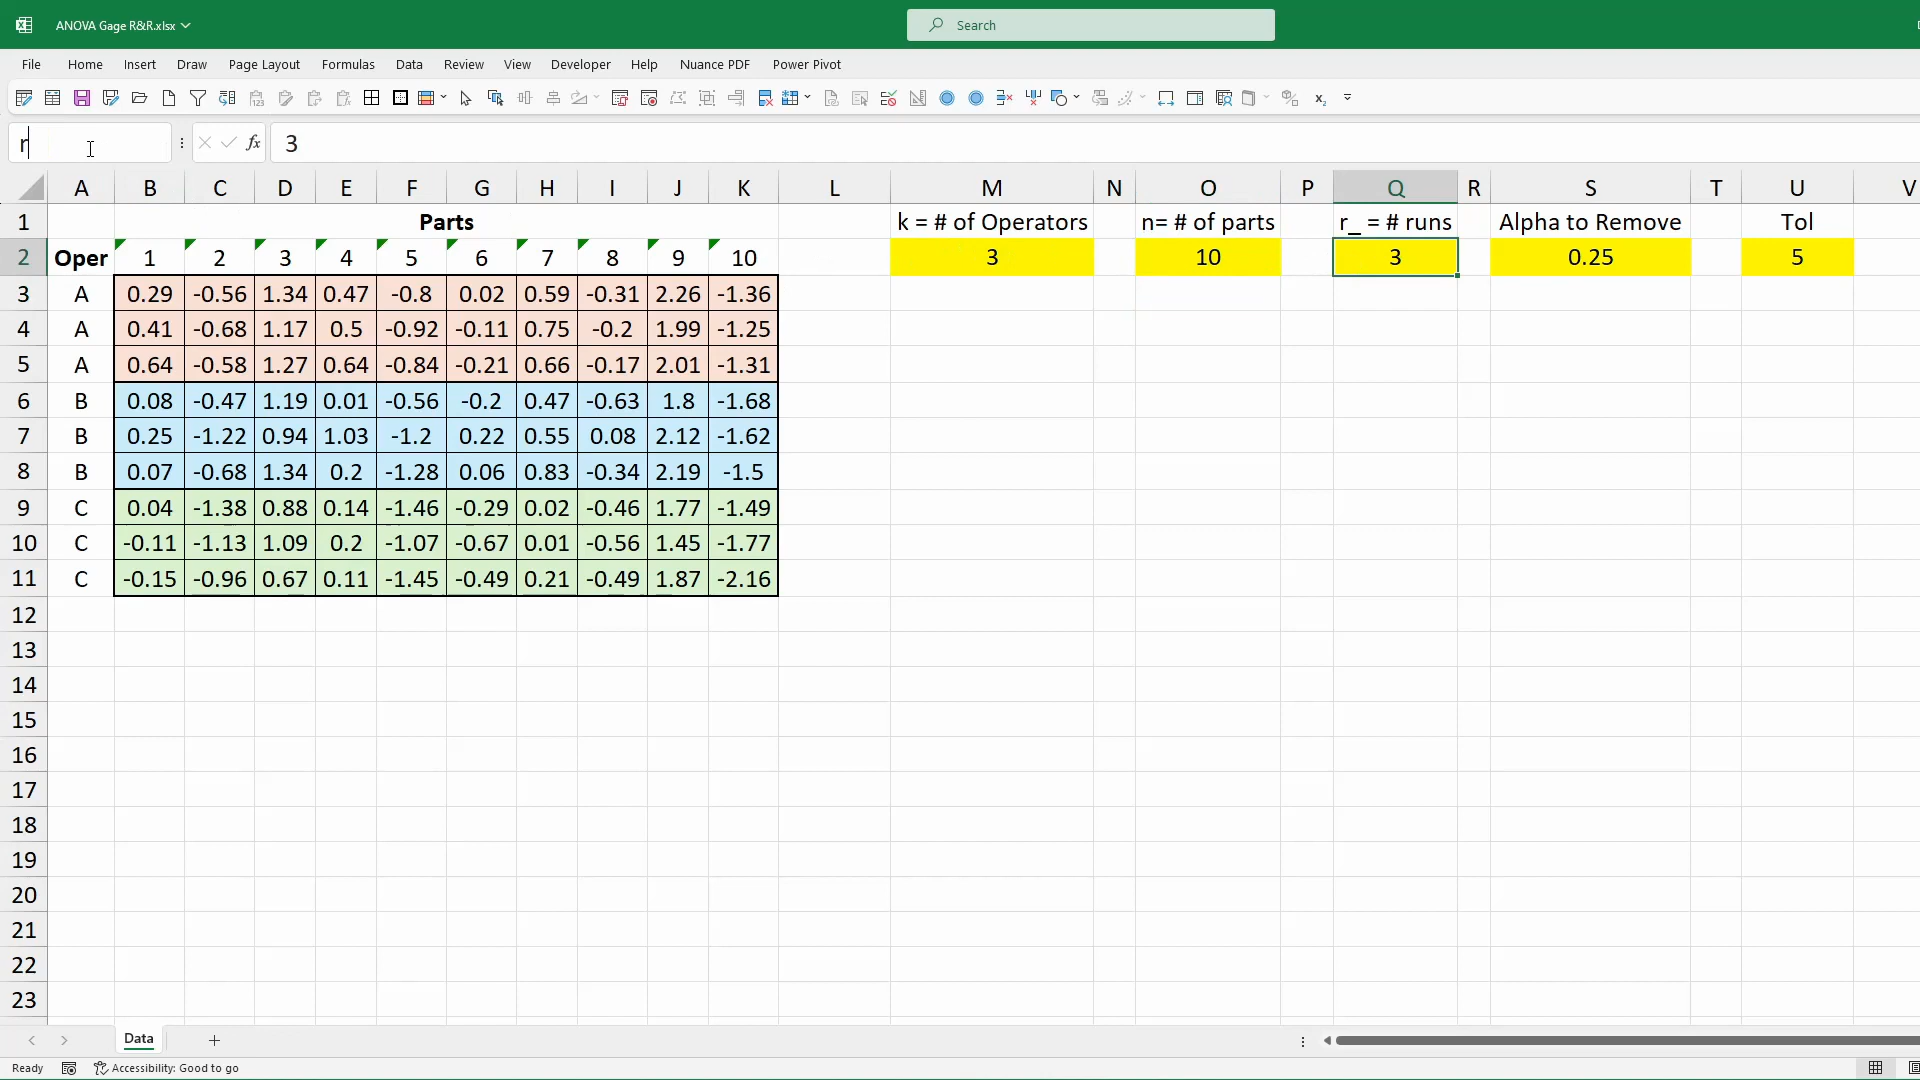 ANOVA Gage R&R.xlsx
Search
File Home Insert Draw Page Layout Formulas Data Review View Developer Help Nuance PDF Power Pivot
r fx 3
A B C D E F G H I J K L M N O P Q R S T U V
1 Parts k = # of Operators n= # of parts r_ = # runs Alpha to Remove Tol
2 Oper 1 2 3 4 5 6 7 8 9 10 3 10 3 0.25 5
3 A 0.29 -0.56 1.34 0.47 -0.8 0.02 0.59 -0.31 2.26 -1.36
4 A 0.41 -0.68 1.17 0.5 -0.92 -0.11 0.75 -0.2 1.99 -1.25
5 A 0.64 -0.58 1.27 0.64 -0.84 -0.21 0.66 -0.17 2.01 -1.31
6 B 0.08 -0.47 1.19 0.01 -0.56 -0.2 0.47 -0.63 1.8 -1.68
7 B 0.25 -1.22 0.94 1.03 -1.2 0.22 0.55 0.08 2.12 -1.62
8 B 0.07 -0.68 1.34 0.2 -1.28 0.06 0.83 -0.34 2.19 -1.5
9 C 0.04 -1.38 0.88 0.14 -1.46 -0.29 0.02 -0.46 1.77 -1.49
10 C -0.11 -1.13 1.09 0.2 -1.07 -0.67 0.01 -0.56 1.45 -1.77
11 C -0.15 -0.96 0.67 0.11 -1.45 -0.49 0.21 -0.49 1.87 -2.16
12
13
14
15
16
17
18
19
20
21
22
23
Data
Ready Accessibility: Good to go